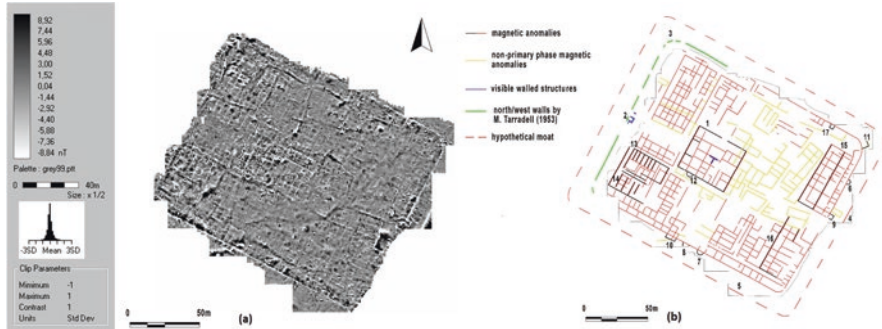 8,92
7,44
5,96
4,48
3,00
1,52
0,04
-1,44
-2,92
-4,40
-5,88
-7,36
-8,84 nT
Palette : grey99.plt
0 40m
Size : x 1/2
-3SD Mean 3SD
Clip Parameters
Minimum -1
Maximum 1
Contrast 1
Units Std Dev
0 50m
(a)
magnetic anomalies
non-primary phase magnetic
anomalies
visible walled structures
north/west walls by
M. Tarradell (1953)
hypothetical moat
3
2
1
17
11
15
13
14
12
6
4
9
10
8
7
16
5
0 50m
(b)